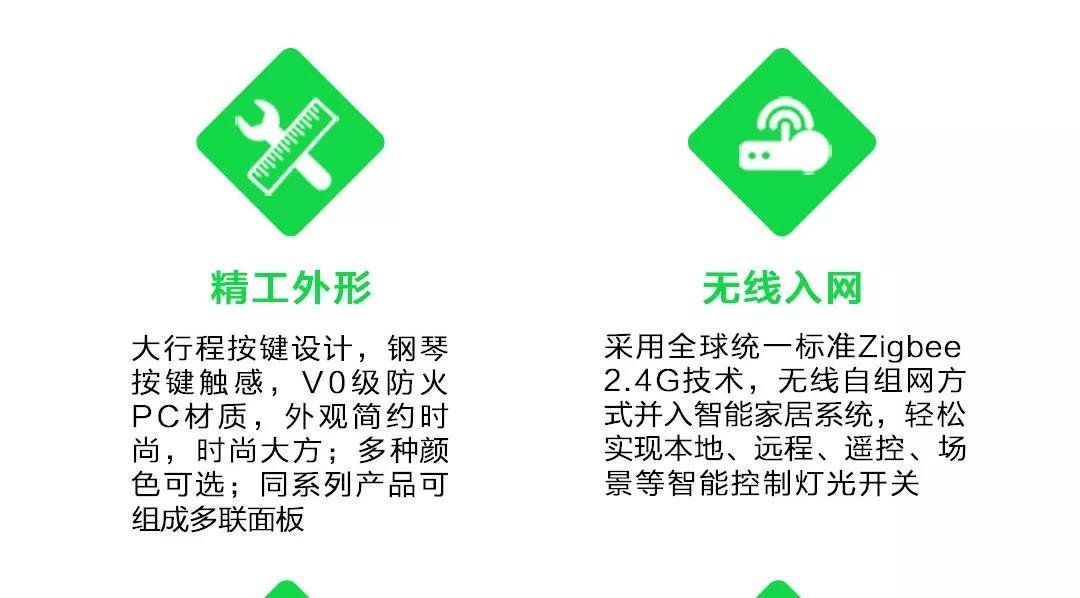 精工外形
大行程按键设计，钢琴
按键触感，V0级防火
PC材质，外观简约时
尚，时尚大方；多种颜
色可选；同系列产品可
组成多联面板
无线入网
采用全球统一标准Zigbee
2.4G技术，无线自组网方
式并入智能家居系统，轻松
实现本地、远程、遥控、场
景等智能控制灯光开关